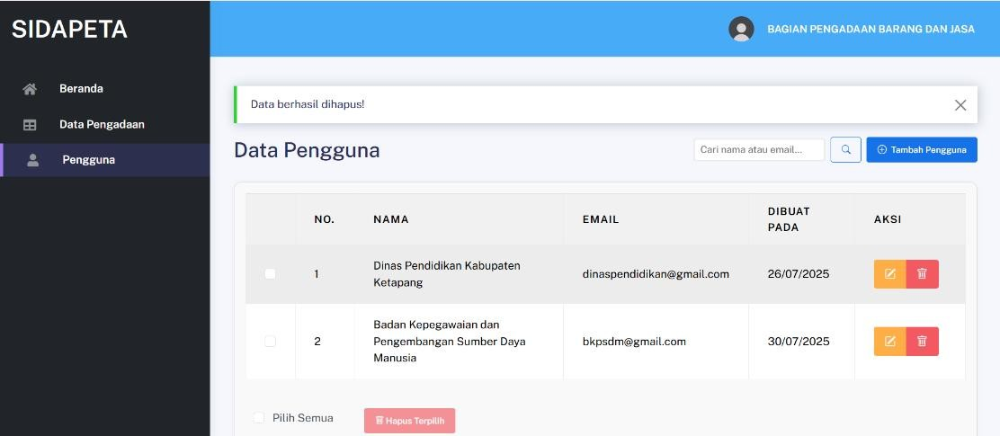 SIDAPETA
BAGIAN PENGADAAN BARANG DAN JASA
Beranda
Data Pengadaan
Pengguna
Data berhasil dihapus!
Data Pengguna
Cari nama atau email...
Tambah Pengguna
NO. NAMA EMAIL DIBUAT PADA AKSI
1 Dinas Pendidikan Kabupaten Ketapang dinaspendidikan@gmail.com 26/07/2025
2 Badan Kepegawaian dan Pengembangan Sumber Daya Manusia bkpsdm@gmail.com 30/07/2025
Pilih Semua
Hapus Terpilih